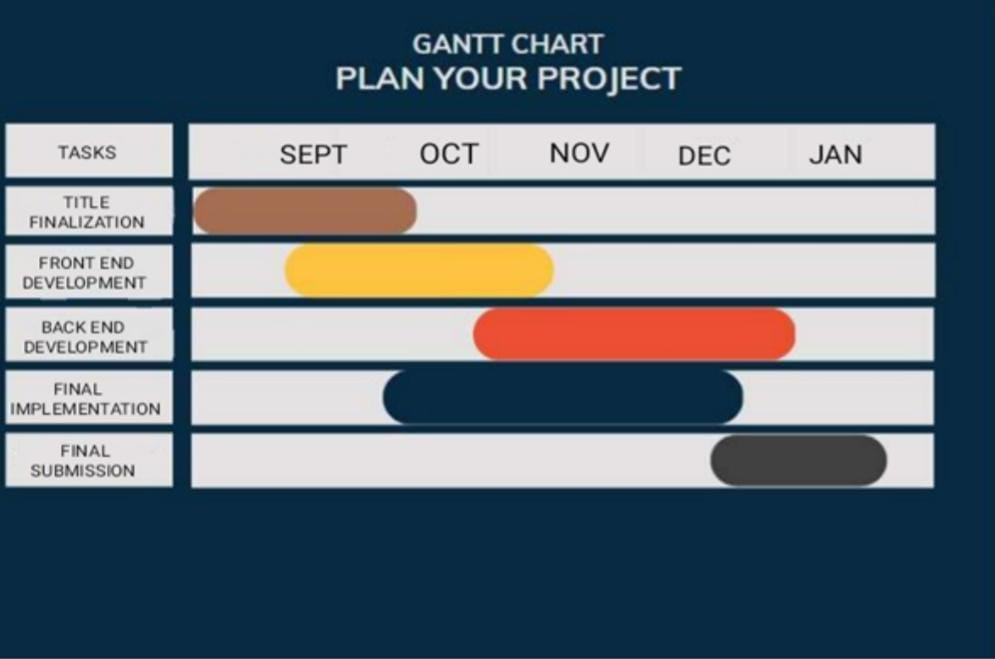 GANTT CHART
PLAN YOUR PROJECT
TASKS
SEPT OCT NOV DEC JAN
TITLE
FINALIZATION
FRONT END
DEVELOPMENT
BACK END
DEVELOPMENT
FINAL
IMPLEMENTATION
FINAL
SUBMISSION